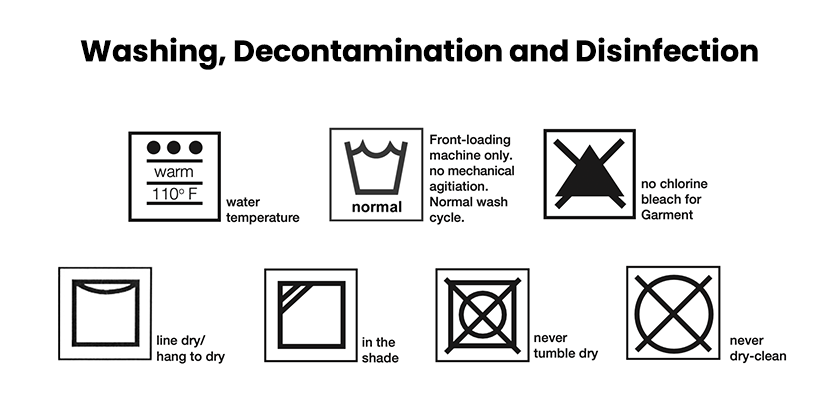 Washing, Decontamination and Disinfection
warm
110° F
water
temperature
normal
Front-loading
machine only.
no mechanical
agitiation.
Normal wash
cycle.
no chlorine
bleach for
Garment
line dry/
hang to dry
in the
shade
never
tumble dry
never
dry-clean